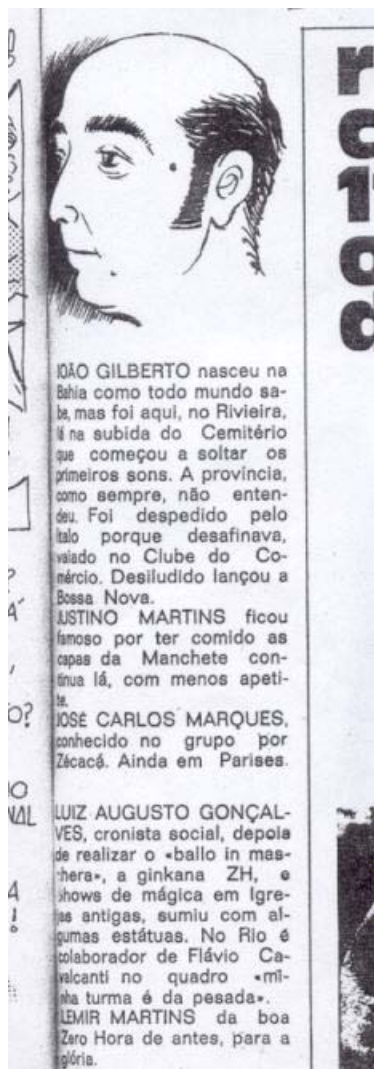 JOÃO GILBERTO nasceu na
Bahia como todo mundo sa-
be, mas foi aqui, no Rivieira,
lá na subida do Cemitério
que começou a soltar os
primeiros sons. A província,
como sempre, não enten-
deu. Foi despedido pelo
Italo porque desafinava,
vaiado no Clube do Co-
mércio. Desiludido lançou a
Bossa Nova.
JUSTINO MARTINS ficou
famoso por ter comido as
capas da Manchete con-
tinua lá, com menos apeti-
te.
JOSÉ CARLOS MARQUES,
conhecido no grupo por
Zécacá. Ainda em Parises.
LUIZ AUGUSTO GONÇAL-
VES, cronista social, depois
de realizar o «ballo in mas-
chera», a ginkana ZH, e
shows de mágica em Igre-
jas antigas, sumiu com al-
gumas estátuas. No Rio é
colaborador de Flávio Ca-
valcanti no quadro «mi-
nha turma é da pesada».
LEMIR MARTINS da boa
Zero Hora de antes, para a
glória.